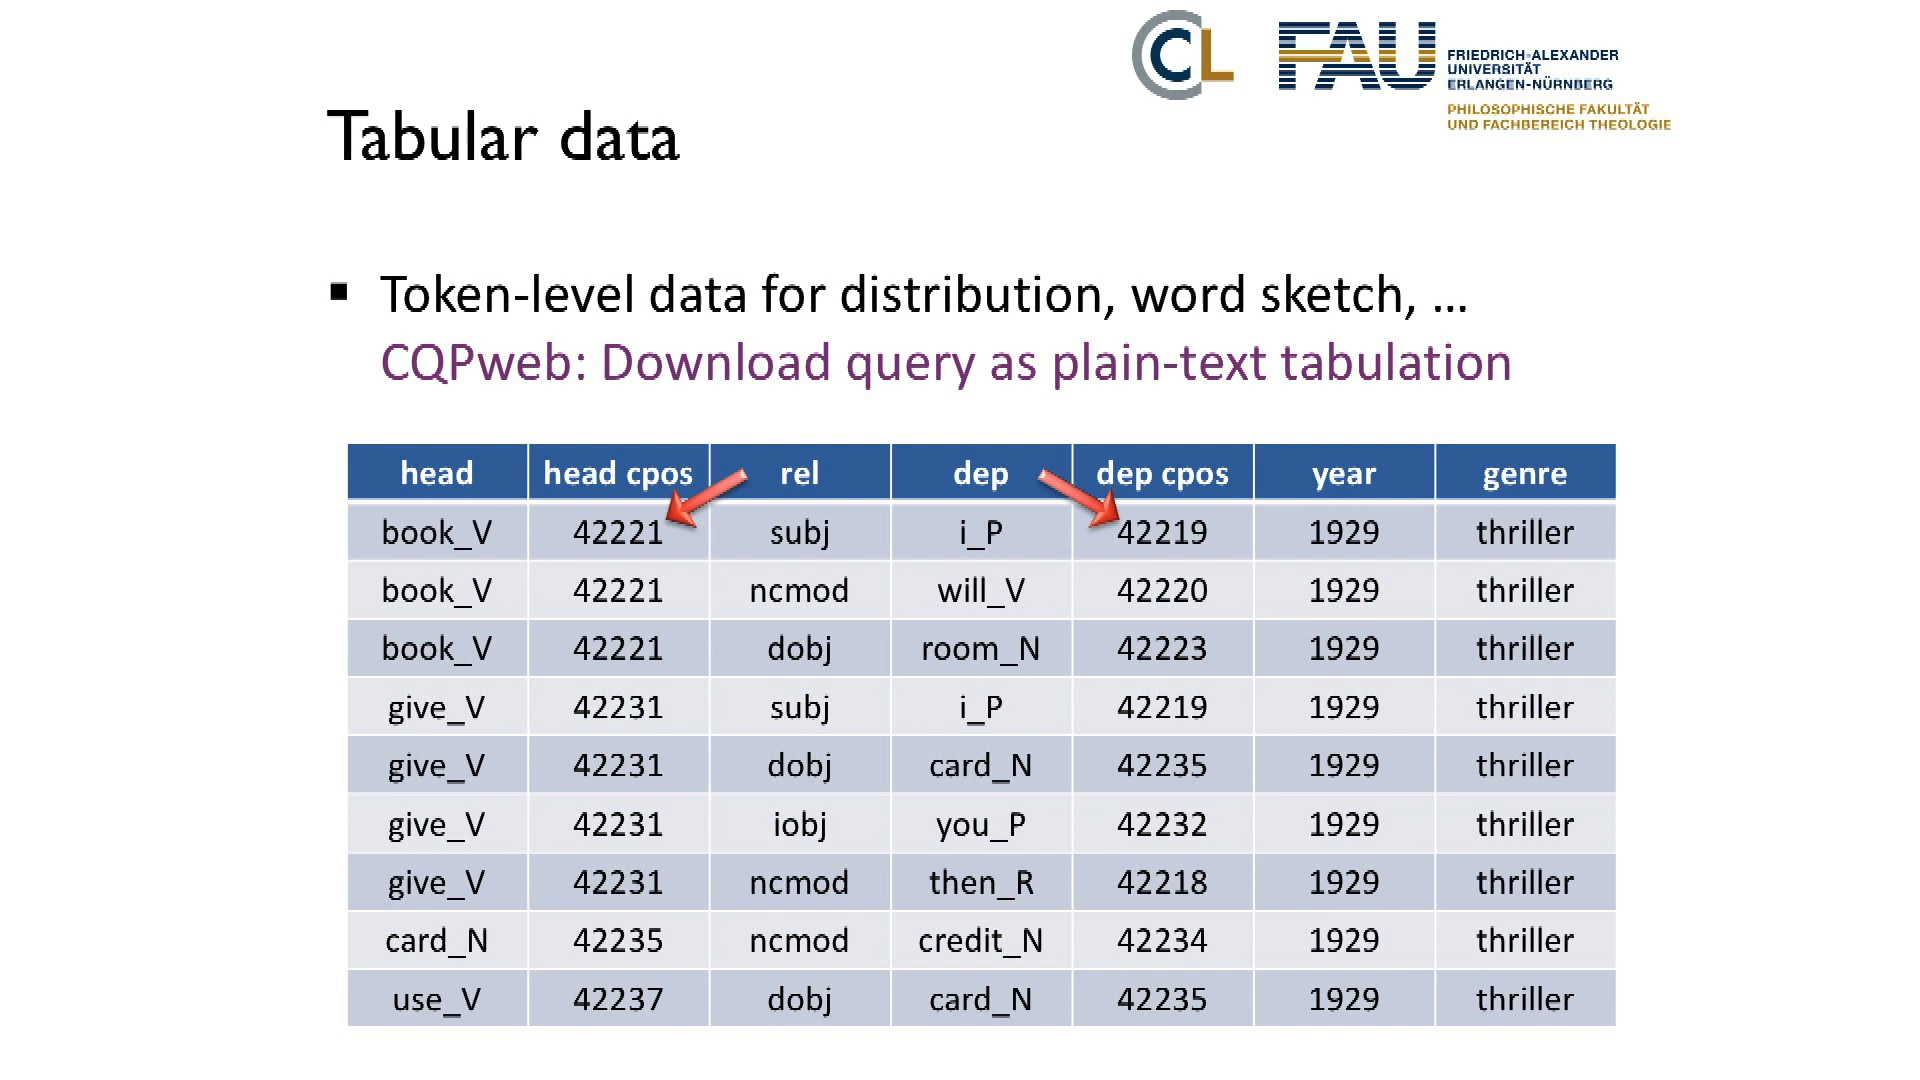 CL
FAU
FRIEDRICH-ALEXANDER
UNIVERSITÄT
ERLANGEN-NÜRNBERG
PHILOSOPHISCHE FAKULTÄT
UND FACHBEREICH THEOLOGIE
Tabular data
▪ Token-level data for distribution, word sketch, …
CQPweb: Download query as plain-text tabulation
head head cpos rel dep dep cpos year genre
book_V 42221 subj i_P 42219 1929 thriller
book_V 42221 ncmod will_V 42220 1929 thriller
book_V 42221 dobj room_N 42223 1929 thriller
give_V 42231 subj i_P 42219 1929 thriller
give_V 42231 dobj card_N 42235 1929 thriller
give_V 42231 iobj you_P 42232 1929 thriller
give_V 42231 ncmod then_R 42218 1929 thriller
card_N 42235 ncmod credit_N 42234 1929 thriller
use_V 42237 dobj card_N 42235 1929 thriller